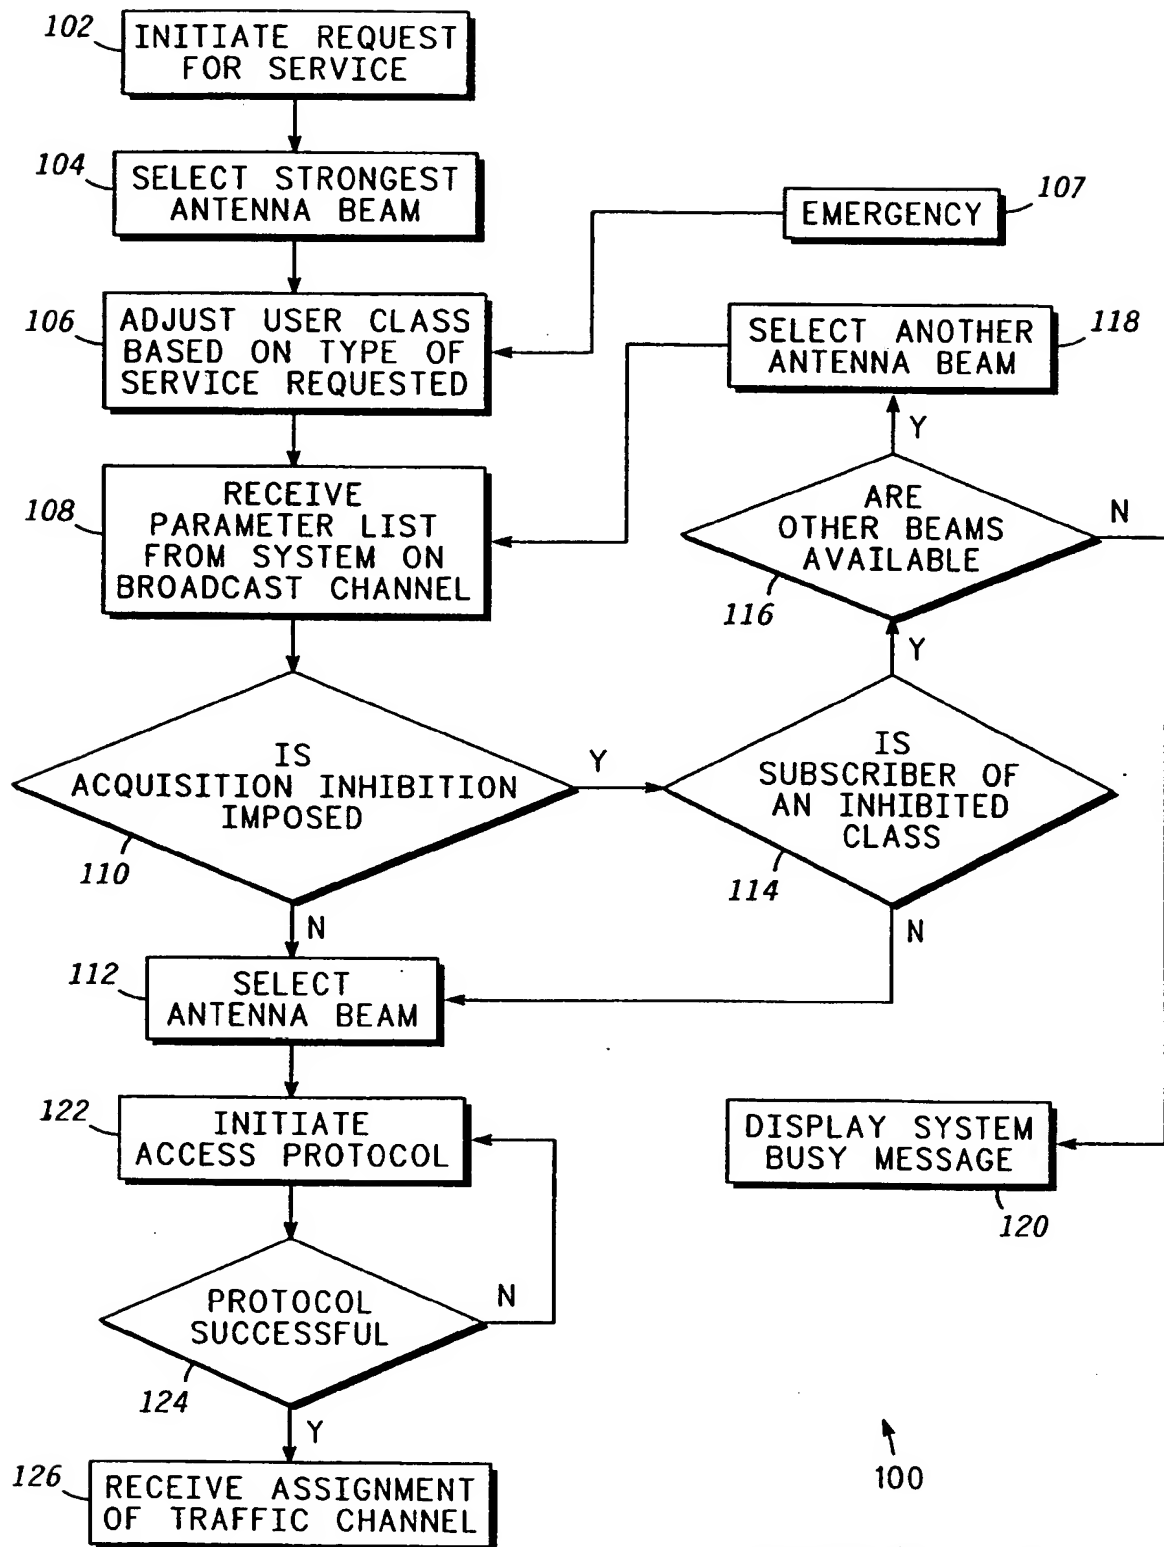 102
INITIATE REQUEST
FOR SERVICE
104
SELECT STRONGEST
ANTENNA BEAM
EMERGENCY
107
106
ADJUST USER CLASS
BASED ON TYPE OF
SERVICE REQUESTED
SELECT ANOTHER
ANTENNA BEAM
118
Y
108
RECEIVE
PARAMETER LIST
FROM SYSTEM ON
BROADCAST CHANNEL
ARE
OTHER BEAMS
AVAILABLE
N
116
Y
IS
ACQUISITION INHIBITION
IMPOSED
Y
110
IS
SUBSCRIBER OF
AN INHIBITED
CLASS
114
N
N
112
SELECT
ANTENNA BEAM
122
INITIATE
ACCESS PROTOCOL
DISPLAY SYSTEM
BUSY MESSAGE
120
PROTOCOL
SUCCESSFUL
N
124
Y
126
RECEIVE ASSIGNMENT
OF TRAFFIC CHANNEL
100